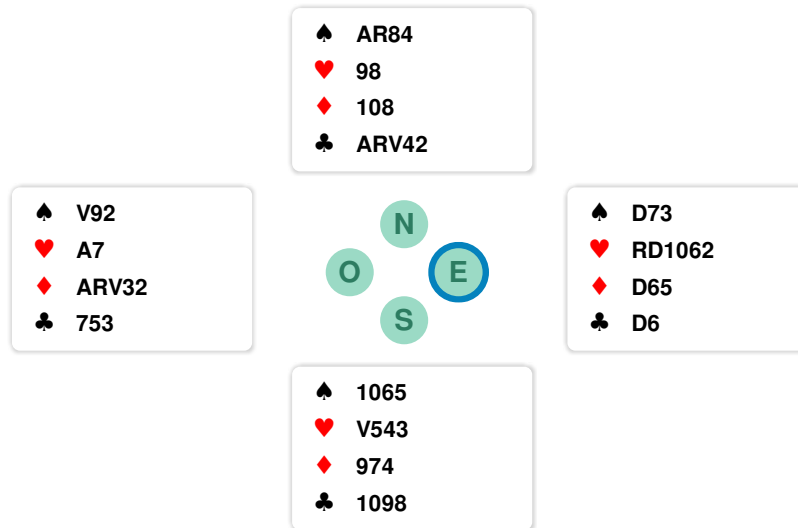 ♠ AR84
♥ 98
♦ 108
♣ ARV42
♠ V92
♥ A7
♦ ARV32
♣ 753
N
O
E
S
♠ D73
♥ RD1062
♦ D65
♣ D6
♠ 1065
♥ V543
♦ 974
♣ 1098